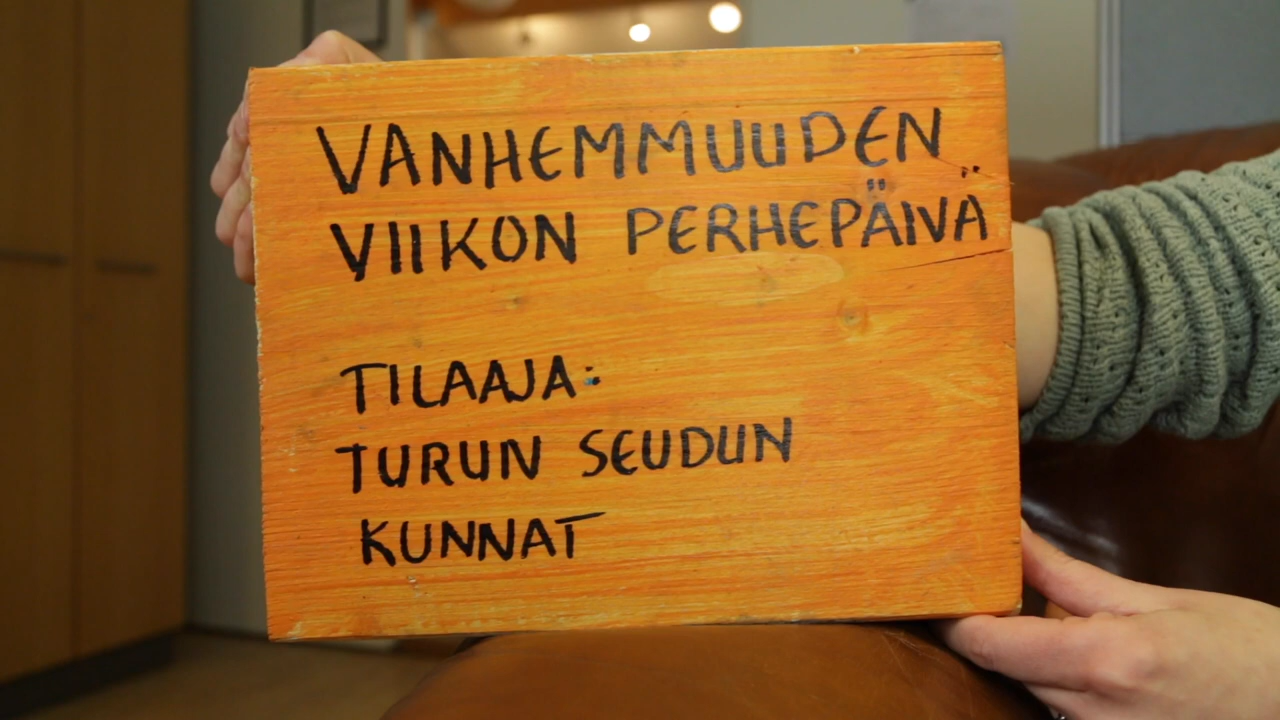 VANHEMMUUDEN
VIIKON PERHEPÄIVÄ
TILAAJA:
TURUN SEUDUN
KUNNAT